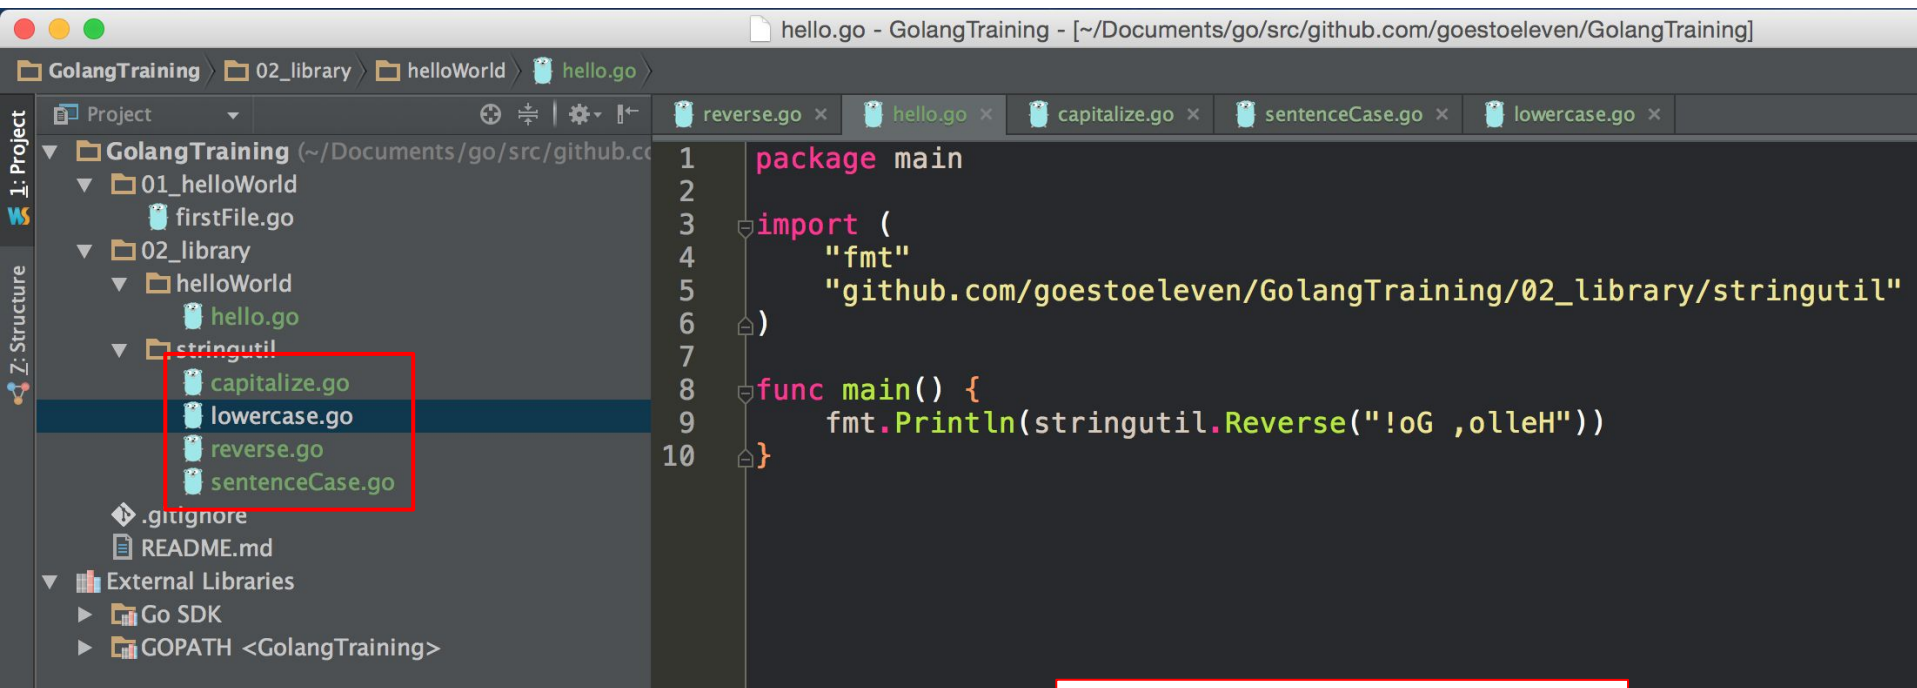 hello.go - GolangTraining - [~/Documents/go/src/github.com/goestoeleven/GolangTraining]
GolangTraining 02_library helloWorld hello.go
1: Project
Z: Structure
Project
GolangTraining (~/Documents/go/src/github.co
01_helloWorld
firstFile.go
02_library
helloWorld
hello.go
stringutil
capitalize.go
lowercase.go
reverse.go
sentenceCase.go
.gitignore
README.md
External Libraries
Go SDK
GOPATH <GolangTraining>
reverse.go × hello.go × capitalize.go × sentenceCase.go × lowercase.go ×
1 package main
2
3 import (
4 "fmt"
5 "github.com/goestoeleven/GolangTraining/02_library/stringutil"
6 )
7
8 func main() {
9 fmt.Println(stringutil.Reverse("!oG ,olleH"))
10 }